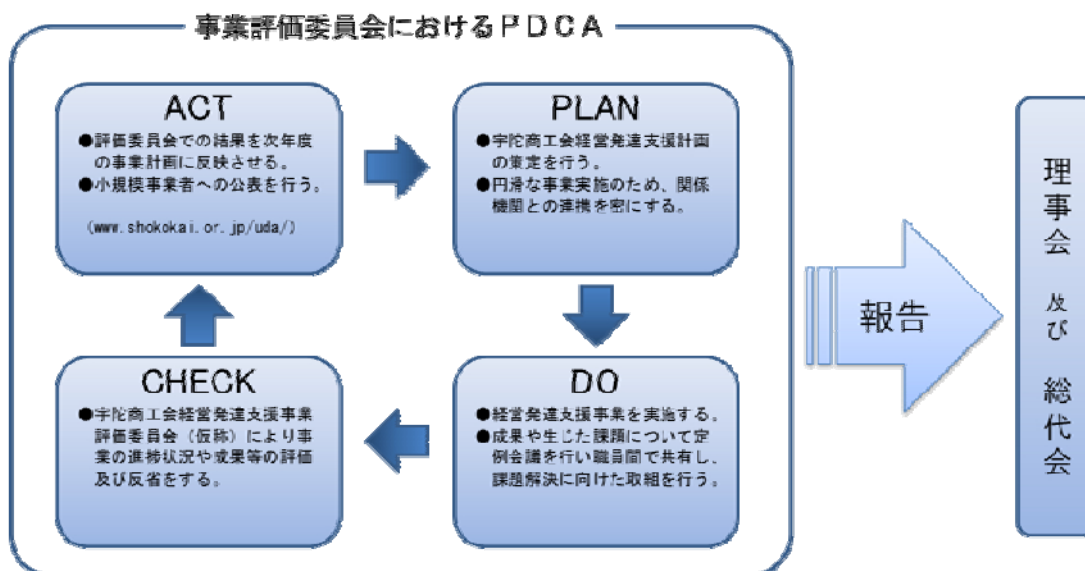 事業評価委員会におけるPDCA
ACT
●評価委員会での結果を次年度
の事業計画に反映させる。
●小規模事業者への公表を行う。
(www.shokokai.or.jp/uda/)
PLAN
●宇陀商工会経営発達支援計画
の策定を行う。
●円滑な事業実施のため、関係
機関との連携を密にする。
CHECK
●宇陀商工会経営発達支援事業
評価委員会（仮称）により事
業の進捗状況や成果等の評価
及び反省をする。
DO
●経営発達支援事業を実施する。
●成果や生じた課題について定
例会議を行い職員間で共有し、
課題解決に向けた取組を行う。
報告
理事会 及び 総代会